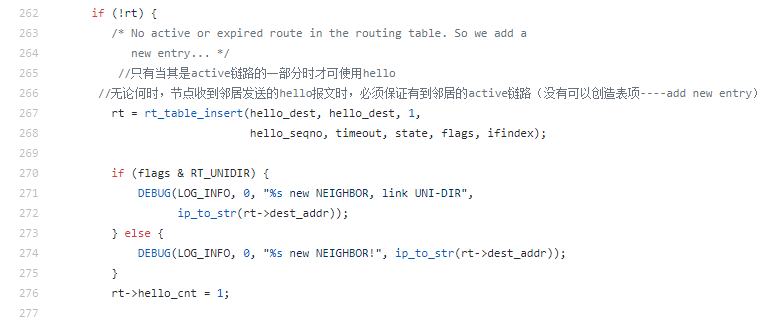 262 if (!rt) {
263 /* No active or expired route in the routing table. So we add a
264 new entry... */
265 //只有当其是active链路的一部分时才可使用hello
266 //无论何时，节点收到邻居发送的hello报文时，必须保证有到邻居的active链路（没有可以创造表项----add new entry）
267 rt = rt_table_insert(hello_dest, hello_dest, 1,
268 hello_seqno, timeout, state, flags, ifindex);
269
270 if (flags & RT_UNIDIR) {
271 DEBUG(LOG_INFO, 0, "%s new NEIGHBOR, link UNI-DIR",
272 ip_to_str(rt->dest_addr));
273 } else {
274 DEBUG(LOG_INFO, 0, "%s new NEIGHBOR!", ip_to_str(rt->dest_addr));
275 }
276 rt->hello_cnt = 1;
277